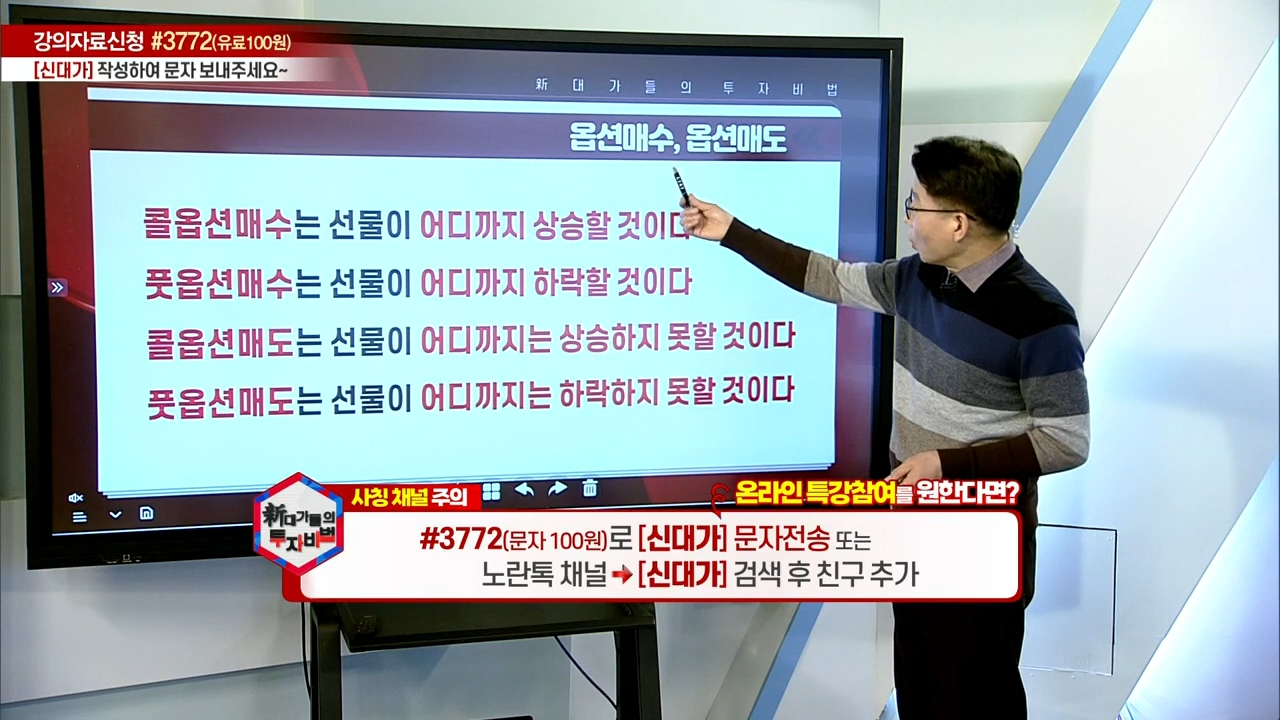 강의자료신청 #3772(유료100원)
[신대가] 작성하여 문자 보내주세요~
新 대 가 들 의 투 자 비 법
옵션매수, 옵션매도
콜옵션매수는 선물이 어디까지 상승할 것이다
풋옵션매수는 선물이 어디까지 하락할 것이다
콜옵션매도는 선물이 어디까지는 상승하지 못할 것이다
풋옵션매도는 선물이 어디까지는 하락하지 못할 것이다
사칭 채널 주의
온라인 특강참여를 원한다면?
新대가들의
투자비법
#3772(문자 100원)로 [신대가] 문자전송 또는
노란톡 채널 ➡ [신대가] 검색 후 친구 추가